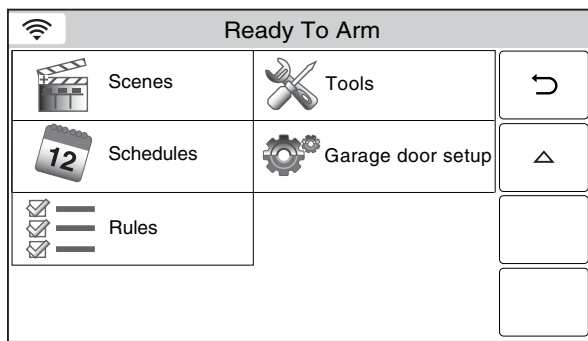 Ready To Arm
Scenes
Tools
12
Schedules
Garage door setup
Rules